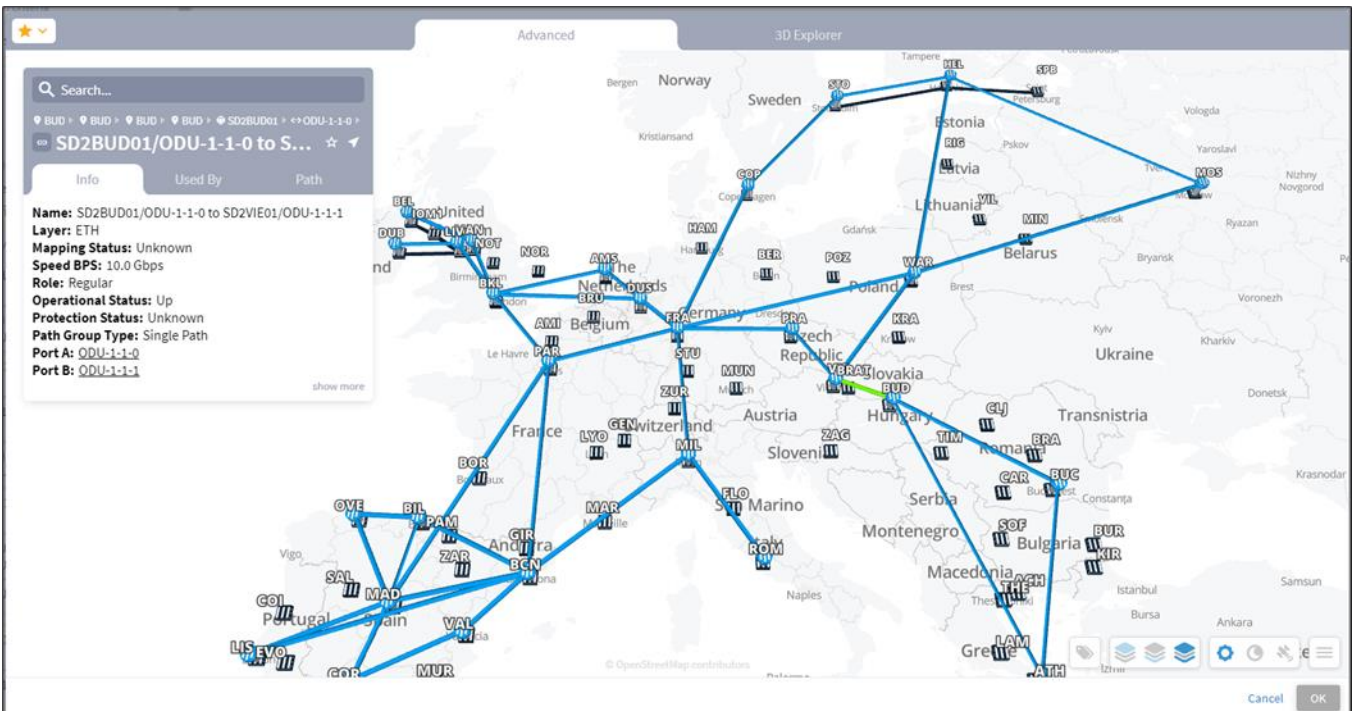 Advanced
3D Explorer
Search...
BUD BUD BUD BUD SD2BUD01 ODU-1-1-0
SD2BUD01/ODU-1-1-0 to S...
Info Used By Path
Name: SD2BUD01/ODU-1-1-0 to SD2VIE01/ODU-1-1-1
Layer: ETH
Mapping Status: Unknown
Speed BPS: 10.0 Gbps
Role: Regular
Operational Status: Up
Protection Status: Unknown
Path Group Type: Single Path
Port A: ODU-1-1-0
Port B: ODU-1-1-1
show more
Tampere
HEL
SPB
Bergen
Norway
STO
Sweden
Petersburg
Vologda
Estonia
Kristiansand
RIG
Pskov
Yaroslavl
COP
MOS
Nizhny
Novgorod
VIL
Lithuania
BEL
United
MIN
Ryazan
DUB
HAM
Gdańsk
Belarus
NOT
NOR
AMS
BER
POZ
WAR
Bryansk
BKL
DUS
Poland
Brest
BRU
Voronezh
AMI
Belgium
FRA
Germany
PRA
KRA
Kyiv
Kharkiv
Le Havre
PAR
STU
Republic
Ukraine
MUN
BUD
ZUR
Austria
Hungary
Donetsk
France
GEN
CLJ
Transnistria
LYO
MIL
ZAG
TIM
BRA
BOR
Krasnodar
CAR
BUC
Constanța
OVE
BIL
MAR
FLO
Marino
Serbia
PAM
Montenegro
SOF
Bulgaria
BUR
Vigo
GIR
ROM
KIR
ZAR
BCN
Macedonia
SAL
Naples
THE
Istanbul
Samsun
COI
MAD
Bursa
Portugal
VAL
Ankara
LIS
EVO
LAM
© OpenStreetMap contributors
COR
MUR
ATH
Cancel
OK